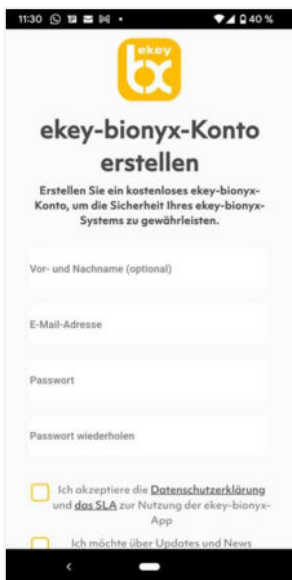 11:30
40 %
ekey
bx
ekey-bionyx-Konto
erstellen
Erstellen Sie ein kostenloses ekey-bionyx-
Konto, um die Sicherheit Ihres ekey-bionyx-
Systems zu gewährleisten.
Vor- und Nachname (optional)
E-Mail-Adresse
Passwort
Passwort wiederholen
Ich akzeptiere die Datenschutzerklärung
und das SLA zur Nutzung der ekey-bionyx-
App
Ich möchte über Updates und News